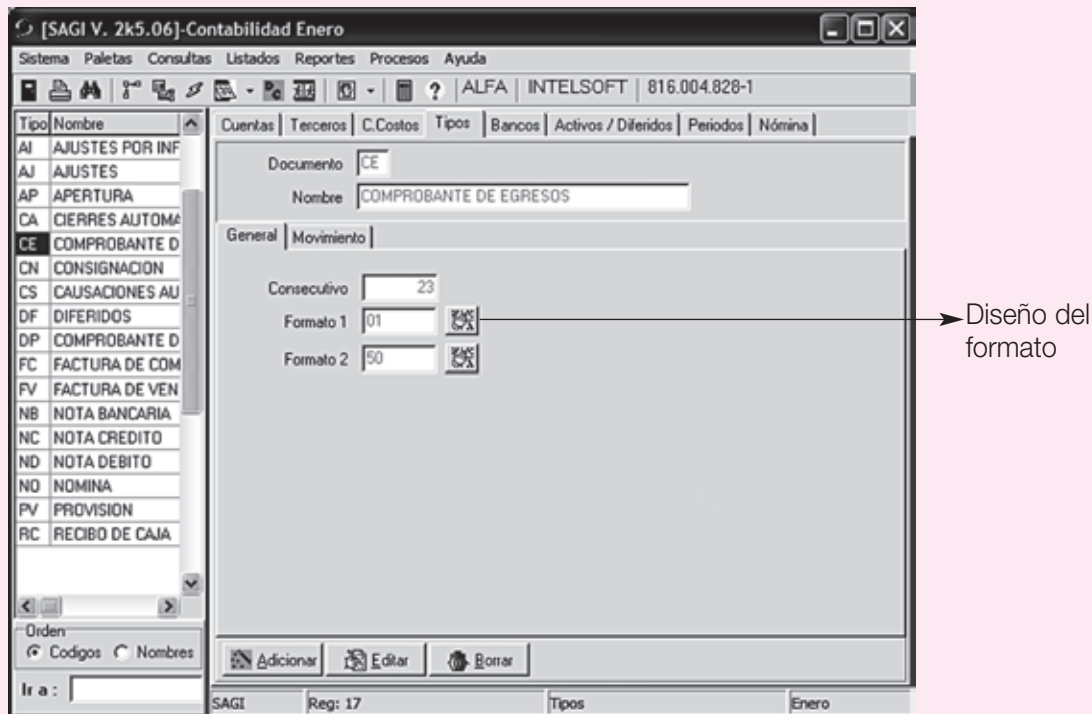 [SAGI V. 2k5.06]-Contabilidad Enero
Sistema Paletas Consultas Listados Reportes Procesos Ayuda
ALFA INTELSOFT 816.004.828-1
Tipo Nombre
AI AJUSTES POR INF
AJ AJUSTES
AP APERTURA
CA CIERRES AUTOMA
CE COMPROBANTE D
CN CONSIGNACION
CS CAUSACIONES AU
DF DIFERIDOS
DP COMPROBANTE D
FC FACTURA DE COM
FV FACTURA DE VEN
NB NOTA BANCARIA
NC NOTA CREDITO
ND NOTA DEBITO
NO NOMINA
PV PROVISION
RC RECIBO DE CAJA
Orden
Codigos Nombres
Ir a :
Cuentas Terceros C.Costos Tipos Bancos Activos / Diferidos Periodos Nómina
Documento CE
Nombre COMPROBANTE DE EGRESOS
General Movimiento
Consecutivo 23
Formato 1 01
Formato 2 50
Adicionar Editar Borrar
SAGI Reg: 17 Tipos Enero
Diseño del
formato